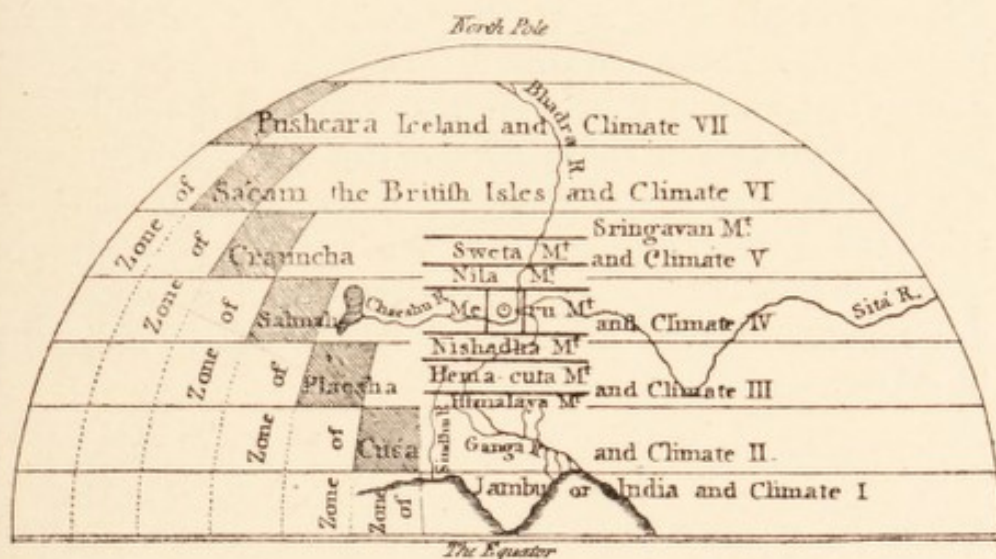 North Pole
Bhadra R.
Pushcara Ireland and Climate VII
Zone of Sacam the British Isles and Climate VI
Sringavan Mt.
Zone of Crauncha Sweta Mt and Climate V
Nila Mt
Zone of Chacshu R. Meru Mt and Climate IV Sitá R.
Nishadha Mt
Zone of Placsha Hema-cuta Mt and Climate III
Himalaya Mt
Zone of Cusa Sindhu R. Ganga R. and Climate II.
Zone Zone of Jambu or India and Climate I
The Equator